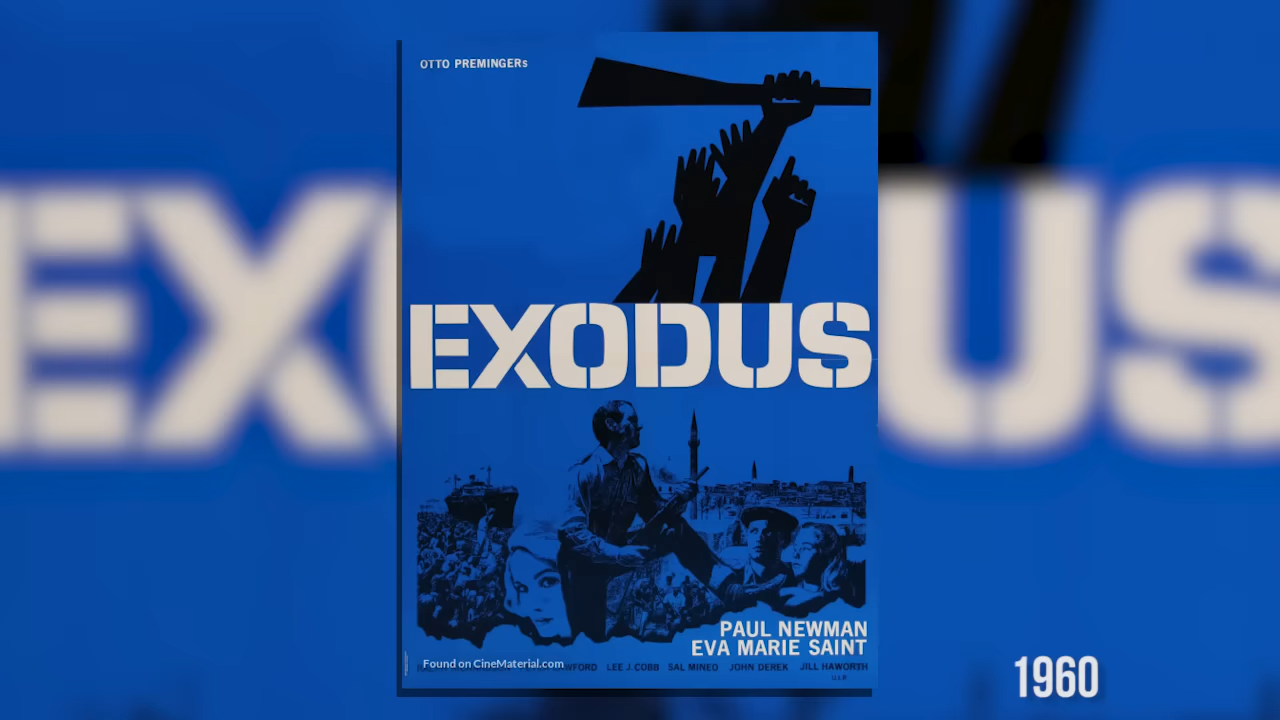 OTTO PREMINGERs
EXODUS
PAUL NEWMAN
EVA MARIE SAINT
Found on CineMaterial.com
LEE J. COBB SAL MINEO JOHN DEREK JILL HAWORTH
1960